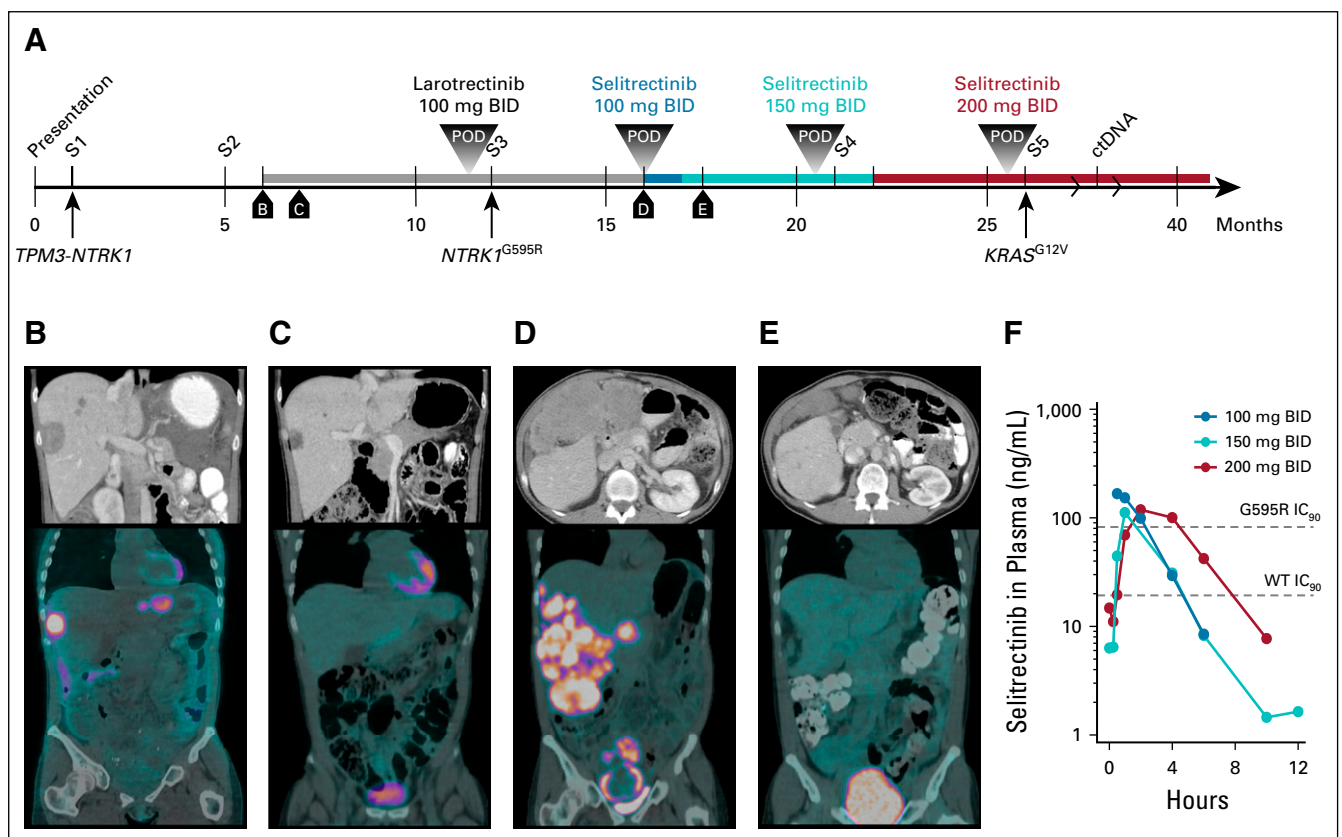 A
Presentation
S1
S2
Larotrectinib
100 mg BID
POD
S3
Selitrectinib
100 mg BID
POD
Selitrectinib
150 mg BID
POD
S4
Selitrectinib
200 mg BID
POD
S5
ctDNA
B
C
D
E
0
5
10
15
20
25
40
Months
TPM3-NTRK1
NTRK1G595R
KRASG12V
B
C
D
E
F
Selitrectinib in Plasma (ng/mL)
1,000
100
10
1
100 mg BID
150 mg BID
200 mg BID
G595R IC90
WT IC90
0
4
8
12
Hours